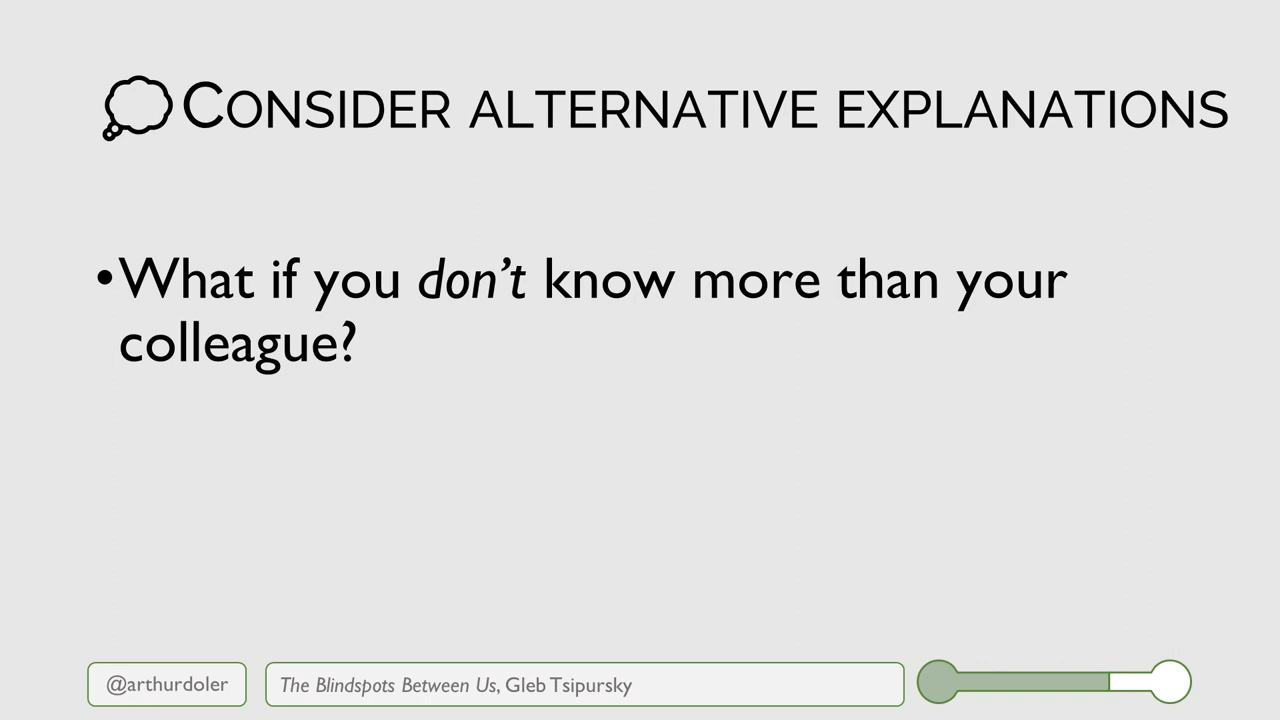 CONSIDER ALTERNATIVE EXPLANATIONS
•What if you don’t know more than your
colleague?
@arthurdoler
The Blindspots Between Us, Gleb Tsipursky